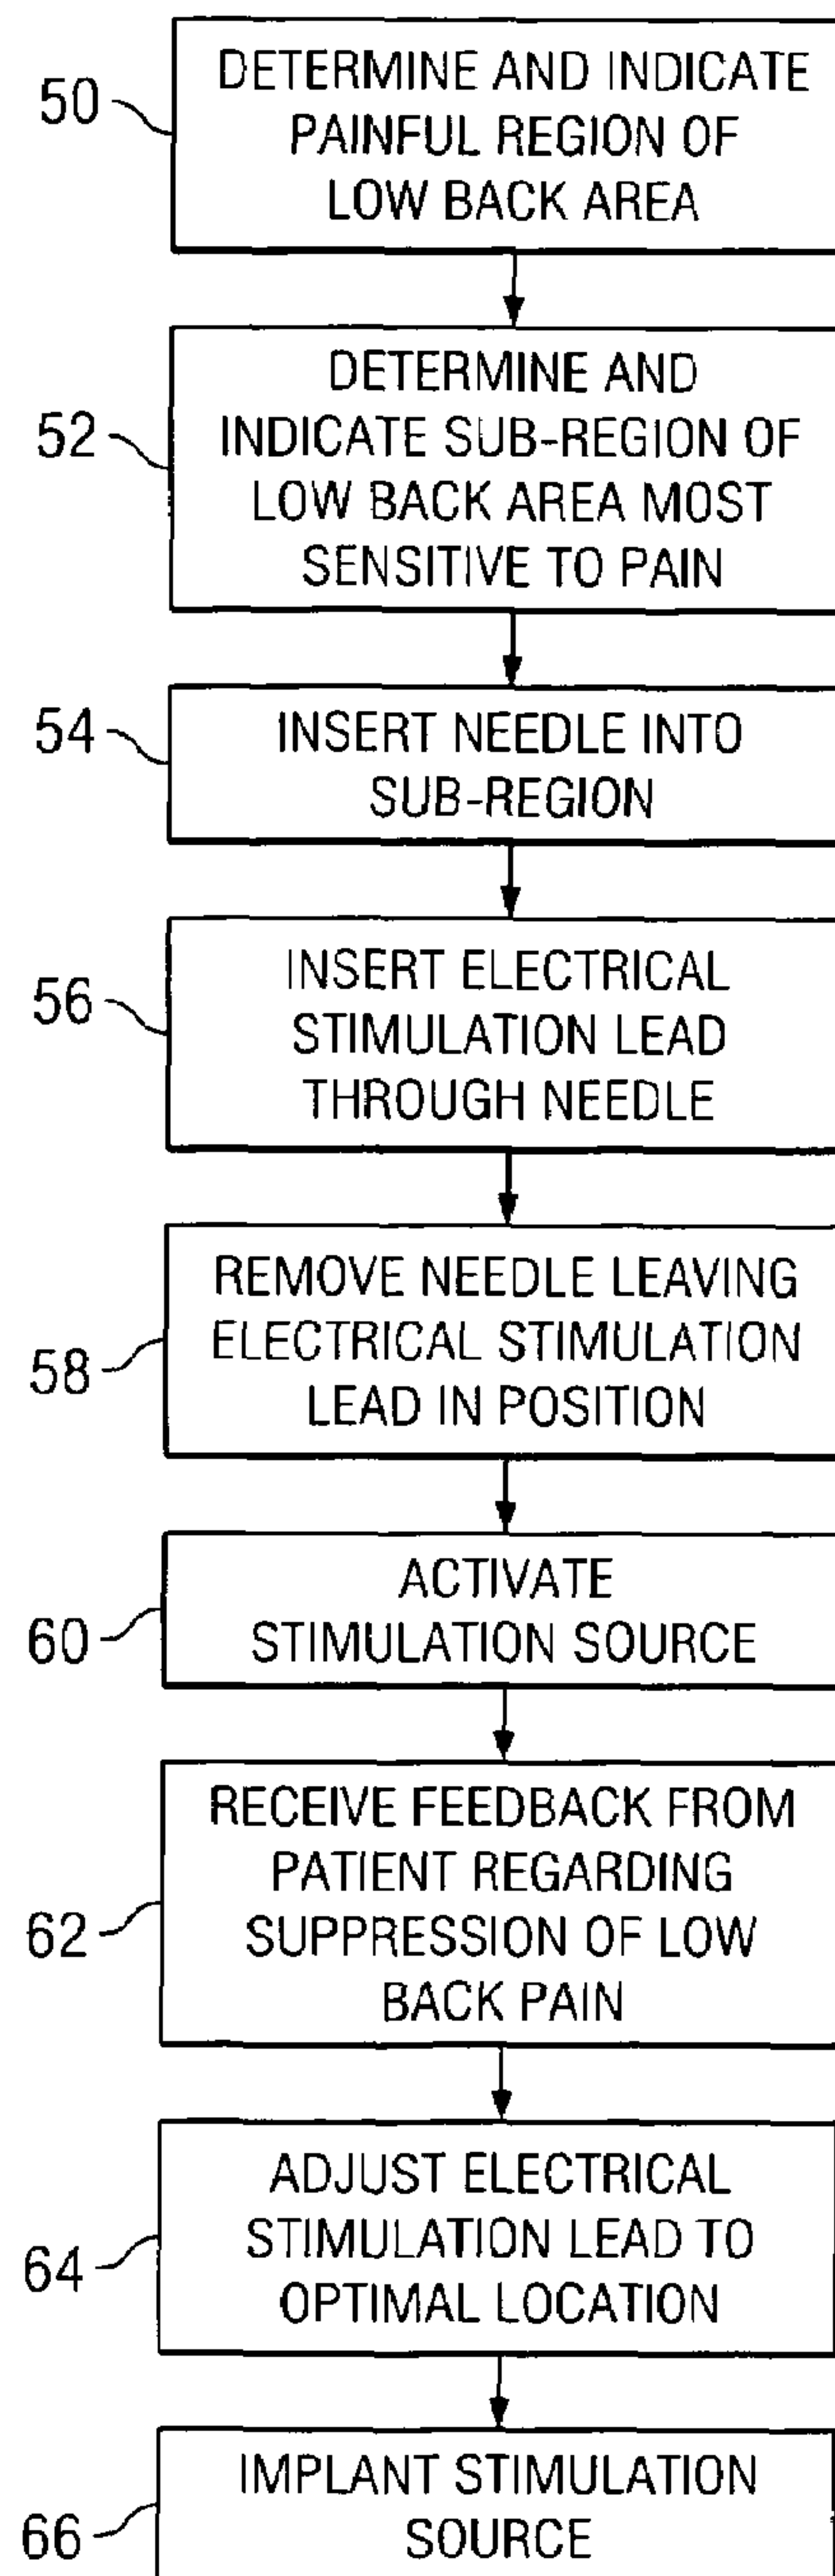 50
DETERMINE AND INDICATE
PAINFUL REGION OF
LOW BACK AREA
52
DETERMINE AND
INDICATE SUB-REGION OF
LOW BACK AREA MOST
SENSITIVE TO PAIN
54
INSERT NEEDLE INTO
SUB-REGION
56
INSERT ELECTRICAL
STIMULATION LEAD
THROUGH NEEDLE
58
REMOVE NEEDLE LEAVING
ELECTRICAL STIMULATION
LEAD IN POSITION
60
ACTIVATE
STIMULATION SOURCE
62
RECEIVE FEEDBACK FROM
PATIENT REGARDING
SUPPRESSION OF LOW
BACK PAIN
64
ADJUST ELECTRICAL
STIMULATION LEAD TO
OPTIMAL LOCATION
66
IMPLANT STIMULATION
SOURCE